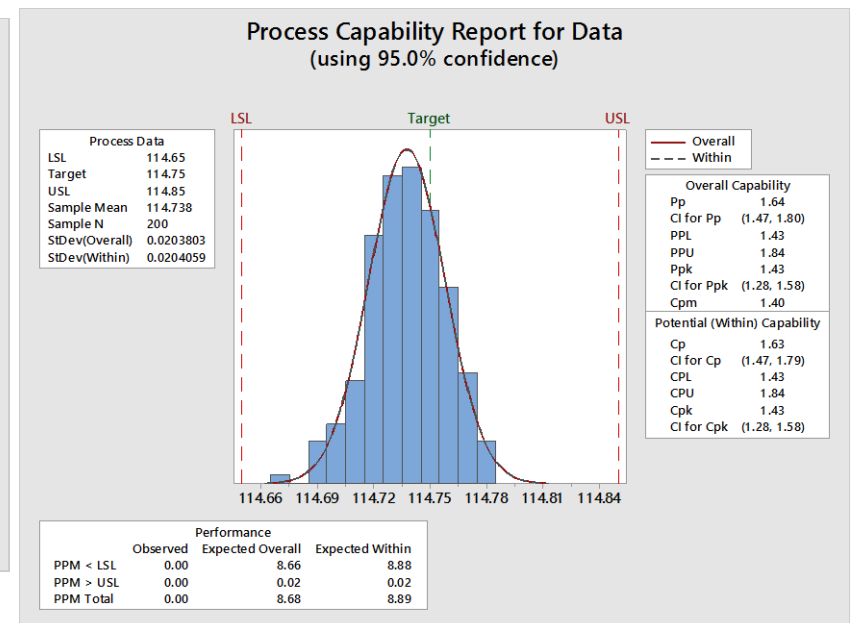 Process Capability Report for Data
(using 95.0% confidence)
LSL Target USL
Process Data
LSL 114.65
Target 114.75
USL 114.85
Sample Mean 114.738
Sample N 200
StDev(Overall) 0.0203803
StDev(Within) 0.0204059
Overall
Within
Overall Capability
Pp 1.64
CI for Pp (1.47, 1.80)
PPL 1.43
PPU 1.84
Ppk 1.43
CI for Ppk (1.28, 1.58)
Cpm 1.40
Potential (Within) Capability
Cp 1.63
CI for Cp (1.47, 1.79)
CPL 1.43
CPU 1.84
Cpk 1.43
CI for Cpk (1.28, 1.58)
114.66 114.69 114.72 114.75 114.78 114.81 114.84
Performance
Observed Expected Overall Expected Within
PPM < LSL 0.00 8.66 8.88
PPM > USL 0.00 0.02 0.02
PPM Total 0.00 8.68 8.89